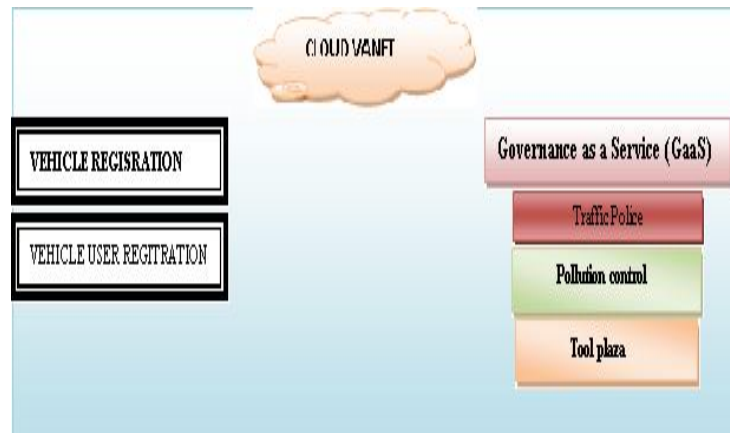 CLOUD VANET
VEHICLE REGISRATION
VEHICLE USER REGITRATION
Governance as a Service (GaaS)
Traffic Police
Pollution control
Tool plaza